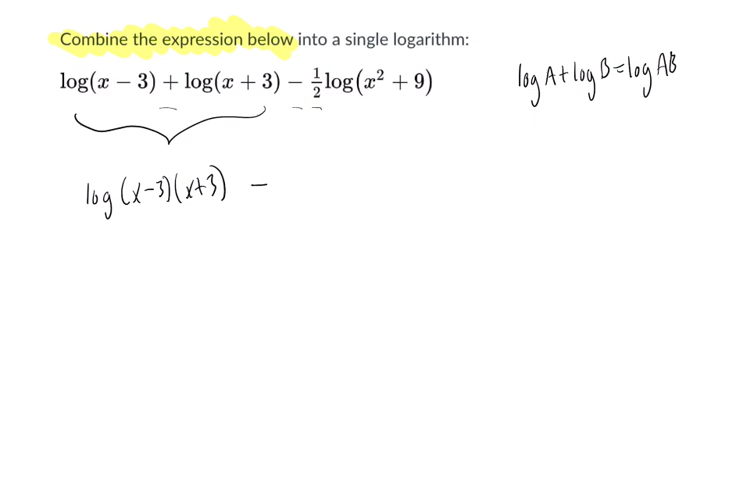 Combine the expression below into a single logarithm:
log(x − 3) + log(x + 3) − ½log(x² + 9)
log A + log B = log AB
log (x−3)(x+3) −